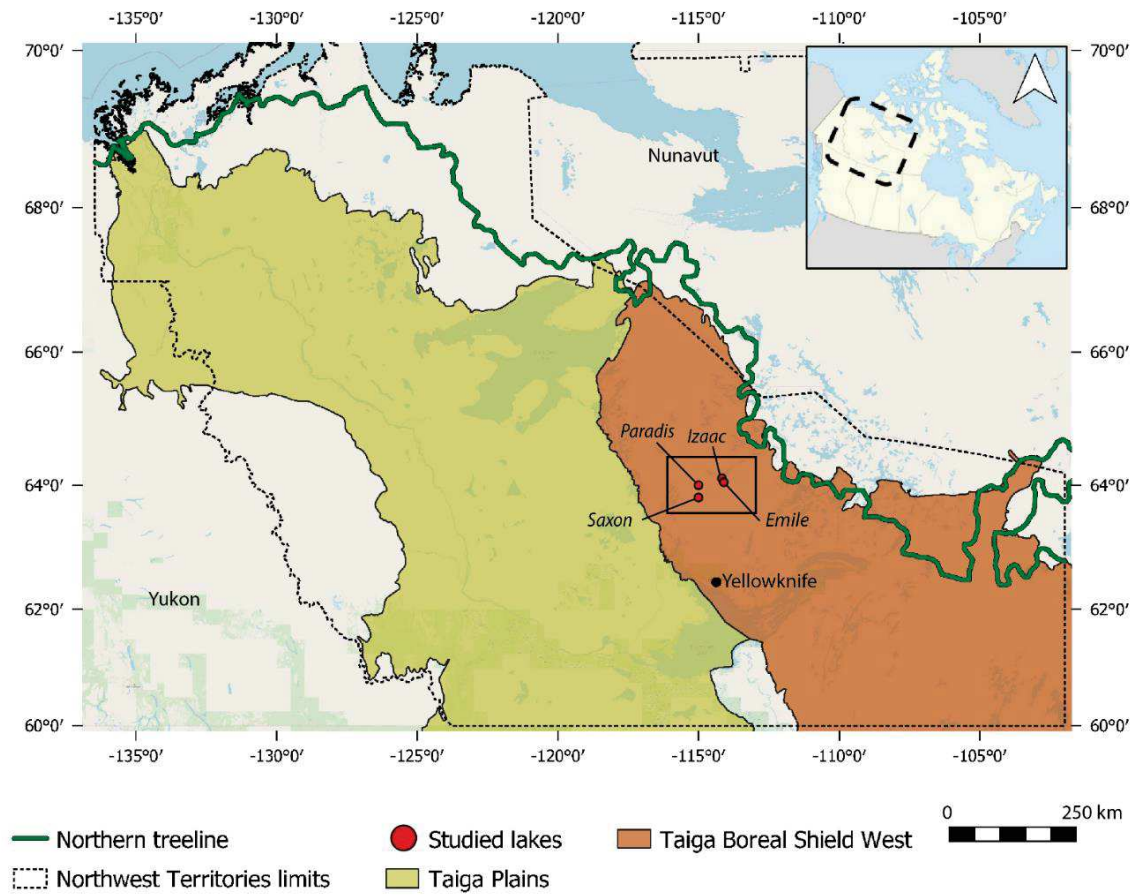 -135°0′ -130°0′ -125°0′ -120°0′ -115°0′ -110°0′ -105°0′
70°0′ 70°0′
Nunavut
68°0′ 68°0′
66°0′ 66°0′
Paradis Izaac
64°0′ 64°0′
Saxon Emile
Yellowknife
Yukon
62°0′ 62°0′
60°0′ 60°0′
-135°0′ -130°0′ -125°0′ -120°0′ -115°0′ -110°0′ -105°0′
0 250 km
Northern treeline Studied lakes Taiga Boreal Shield West
Northwest Territories limits Taiga Plains